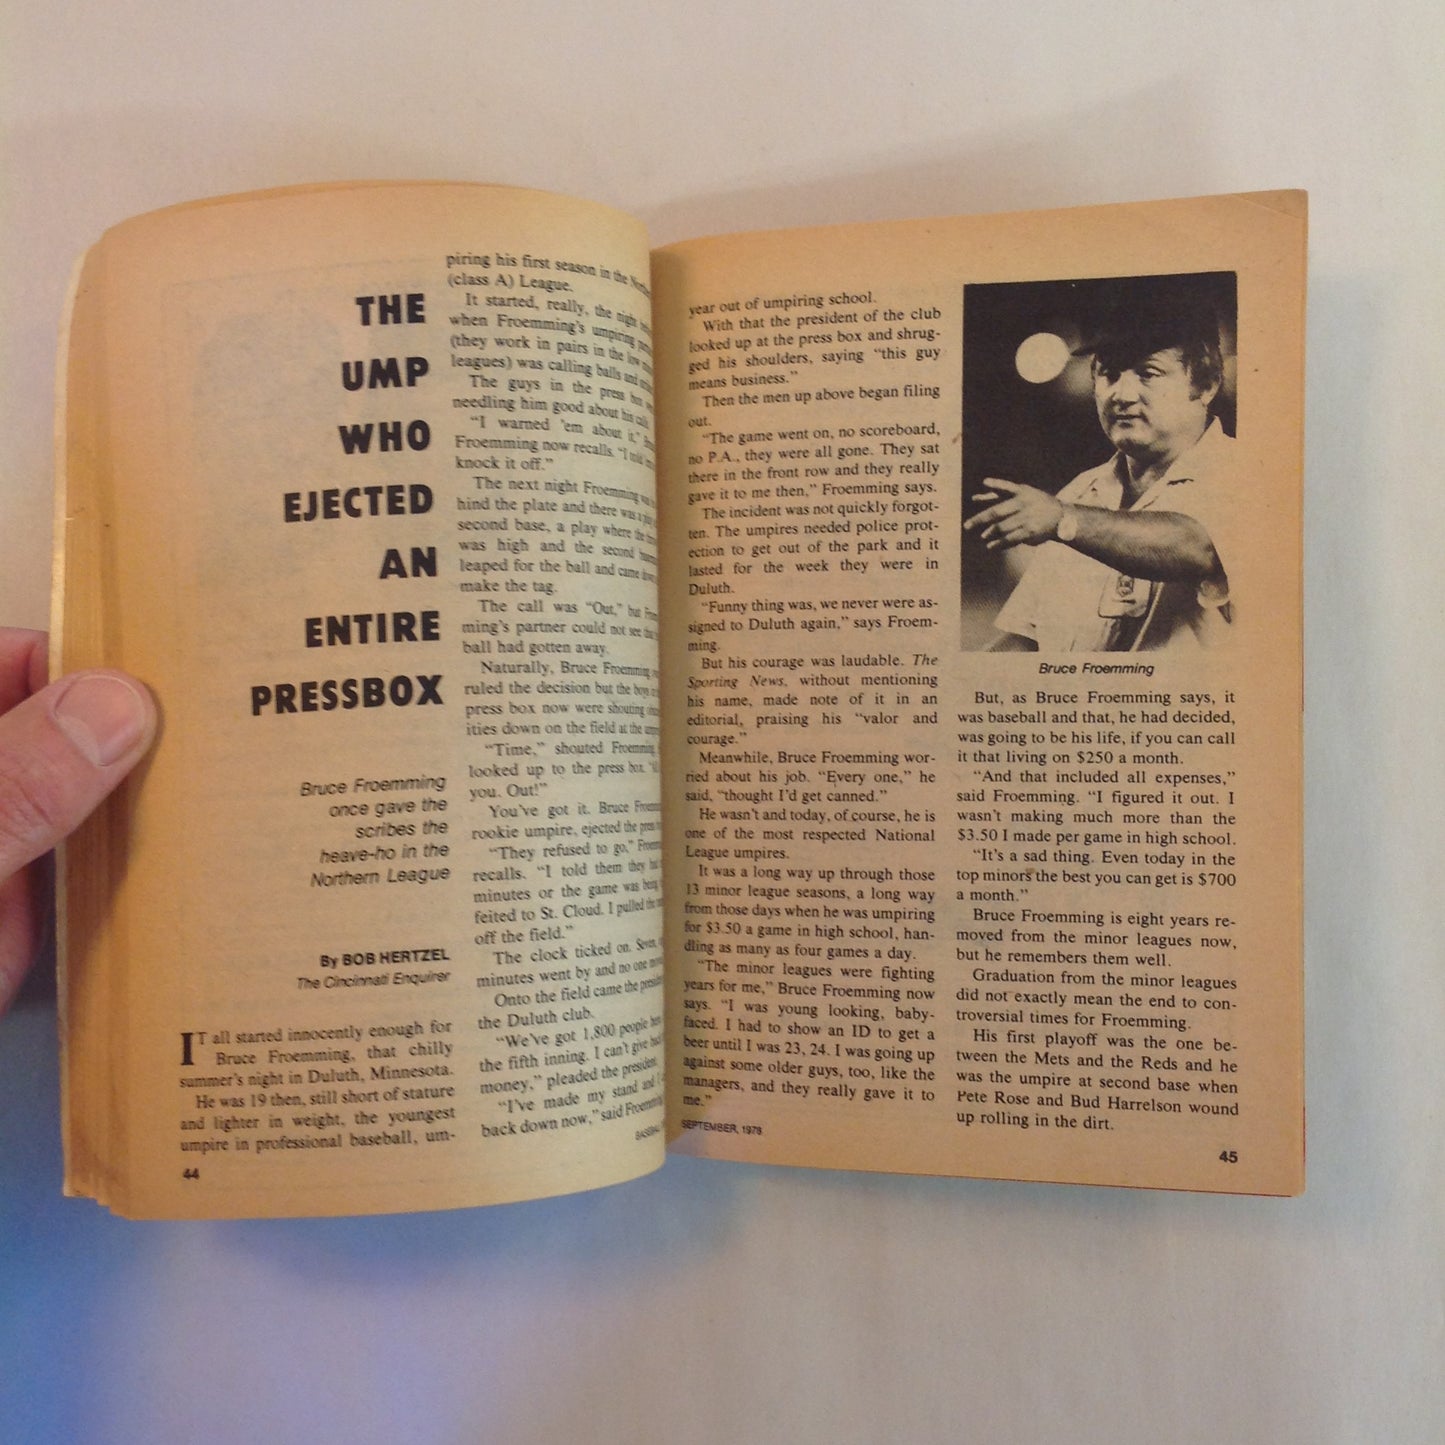 THE
UMP
WHO
EJECTED
AN
ENTIRE
PRESSBOX
Bruce Froemming
once gave the
scribes the
heave-ho in the
Northern League
By BOB HERTZEL
The Cincinnati Enquirer
IT all started innocently enough for
Bruce Froemming, that chilly
summer's night in Duluth, Minnesota.
He was 19 then, still short of stature
and lighter in weight, the youngest
umpire in professional baseball, um-
44
piring his first season in the
(class A) League.
It started, really, the night
when Froemming's umpiring
(they work in pairs in the low
leagues) was calling balls and
The guys in the press box
needling him good about his
"I warned 'em about it,"
Froemming now recalls. "I told
knock it off."
The next night Froemming was
hind the plate and there was a
second base, a play where the
was high and the second
leaped for the ball and came
make the tag.
The call was "Out," but
ming's partner could not see
ball had gotten away.
Naturally, Bruce Froemming
ruled the decision but the boys
press box now were shouting
ities down on the field at the
"Time," shouted Froemming.
looked up to the press box.
you. Out!"
You've got it. Bruce
rookie umpire, ejected the
"They refused to go,"
recalls. "I told them they
minutes or the game was being
feited to St. Cloud. I pulled the
off the field."
The clock ticked on. Seven,
minutes went by and no one
Onto the field came the
the Duluth club.
"We've got 1,800 people
the fifth inning. I can't give
money," pleaded the president.
"I've made my stand and I
back down now," said
year out of umpiring school.
With that the president of the club
looked up at the press box and shrug-
ged his shoulders, saying "this guy
means business."
Then the men up above began filing
out.
"The game went on, no scoreboard,
no P.A., they were all gone. They sat
there in the front row and they really
gave it to me then," Froemming says.
The incident was not quickly forgot-
ten. The umpires needed police prot-
ection to get out of the park and it
lasted for the week they were in
Duluth.
"Funny thing was, we never were as-
signed to Duluth again," says Froem-
ming.
But his courage was laudable. The
Sporting News, without mentioning
his name, made note of it in an
editorial, praising his "valor and
courage."
Meanwhile, Bruce Froemming wor-
ried about his job. "Every one," he
said, "thought I'd get canned."
He wasn't and today, of course, he is
one of the most respected National
League umpires.
It was a long way up through those
13 minor league seasons, a long way
from those days when he was umpiring
for $3.50 a game in high school, han-
dling as many as four games a day.
"The minor leagues were fighting
years for me," Bruce Froemming now
says. "I was young looking, baby-
faced. I had to show an ID to get a
beer until I was 23, 24. I was going up
against some older guys, too, like the
managers, and they really gave it to
me."
SEPTEMBER, 1978
Bruce Froemming
But, as Bruce Froemming says, it
was baseball and that, he had decided,
was going to be his life, if you can call
it that living on $250 a month.
"And that included all expenses,"
said Froemming. "I figured it out. I
wasn't making much more than the
$3.50 I made per game in high school.
"It's a sad thing. Even today in the
top minors the best you can get is $700
a month."
Bruce Froemming is eight years re-
moved from the minor leagues now,
but he remembers them well.
Graduation from the minor leagues
did not exactly mean the end to con-
troversial times for Froemming.
His first playoff was the one be-
tween the Mets and the Reds and he
was the umpire at second base when
Pete Rose and Bud Harrelson wound
up rolling in the dirt.
45